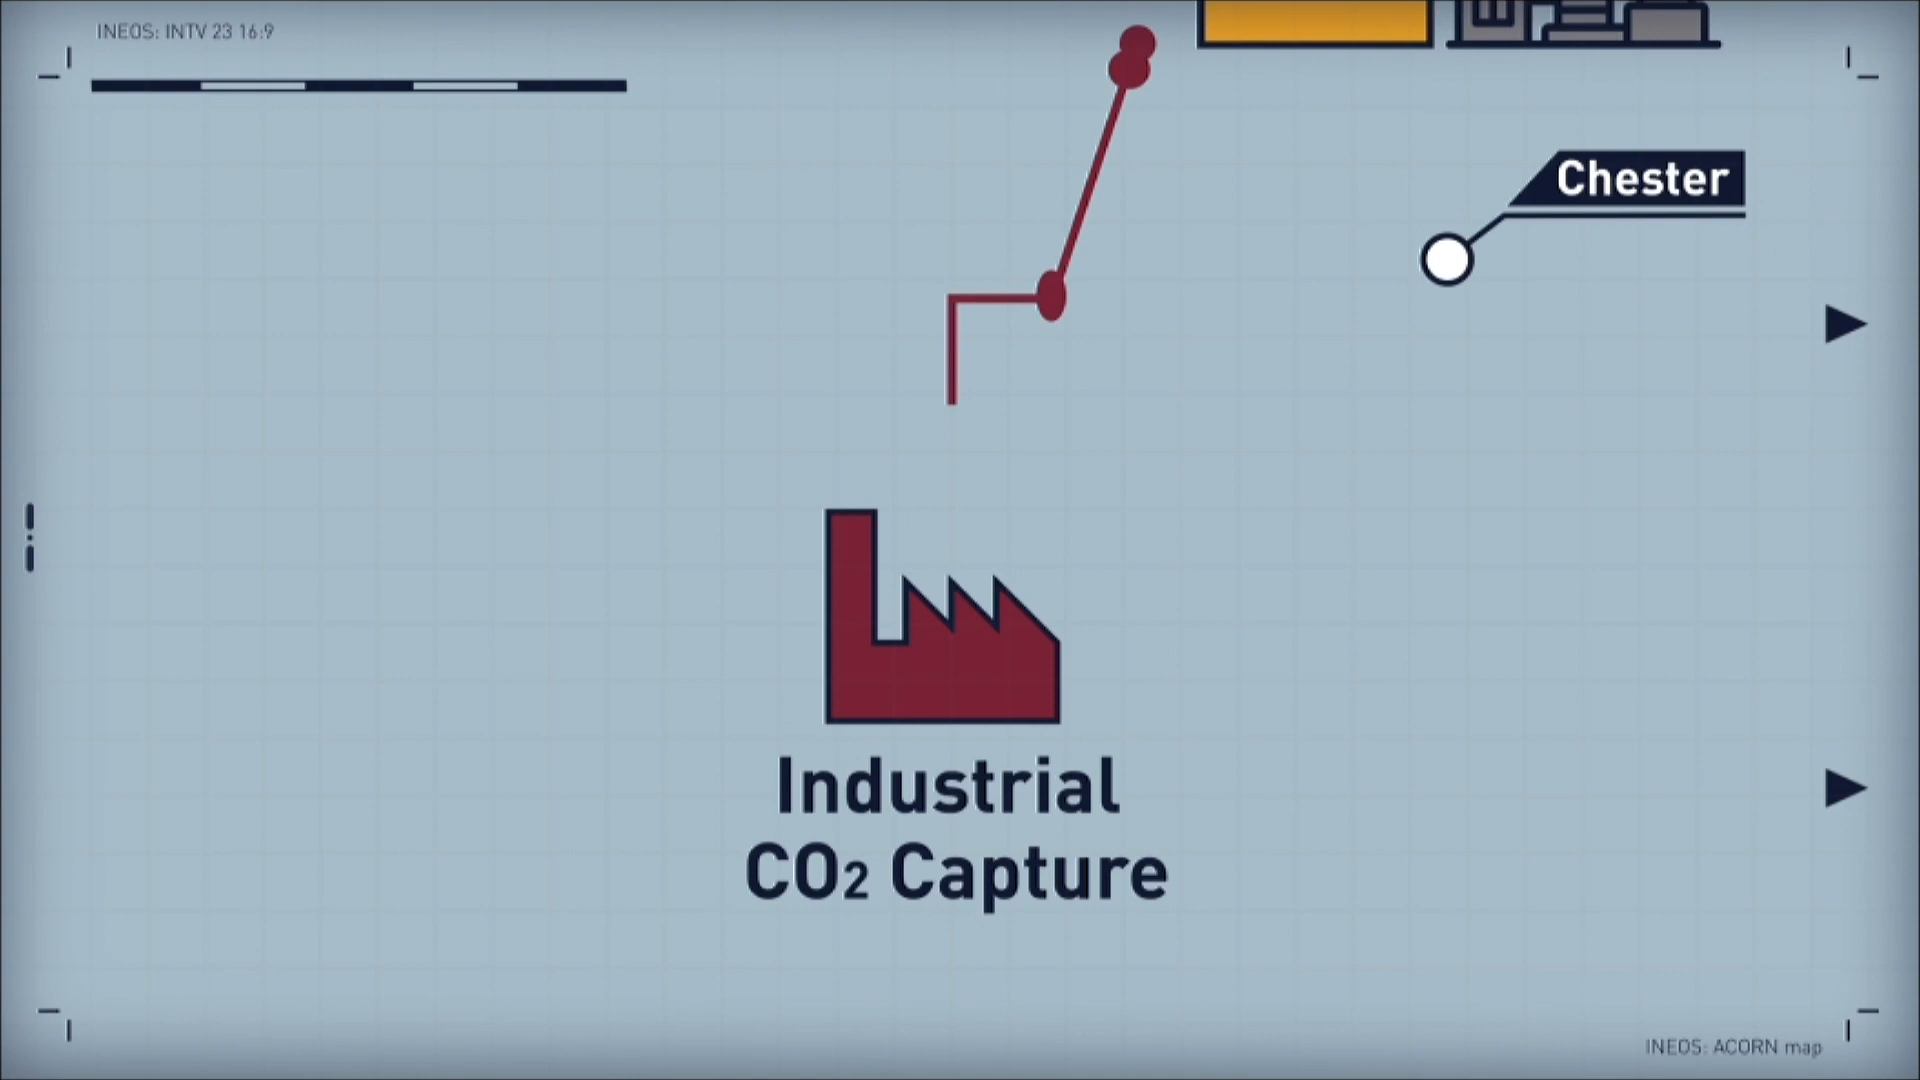 INEOS: INTV 23 16:9
Chester
Industrial
CO₂ Capture
INEOS: ACORN map